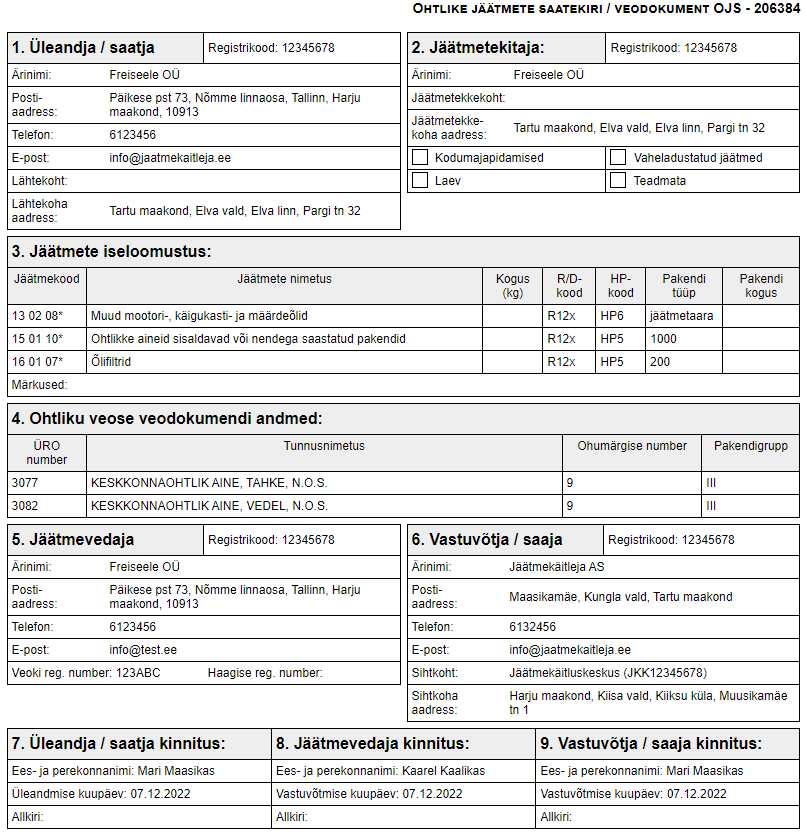 OHTLIKE JÄÄTMETE SAATEKIRI / VEODOKUMENT OJS - 206384
1. Üleandja / saatja Registrikood: 12345678
Ärinimi: Freiseele OÜ
Posti-
aadress: Päikese pst 73, Nõmme linnaosa, Tallinn, Harju
maakond, 10913
Telefon: 6123456
E-post: info@jaatmekaitleja.ee
Lähtekoht:
Lähtekoha
aadress: Tartu maakond, Elva vald, Elva linn, Pargi tn 32
2. Jäätmetekitaja: Registrikood: 12345678
Ärinimi: Freiseele OÜ
Jäätmetekkekoht:
Jäätmetekke-
koha aadress: Tartu maakond, Elva vald, Elva linn, Pargi tn 32
Kodumajapidamised Vaheladustatud jäätmed
Laev Teadmata
3. Jäätmete iseloomustus:
Jäätmekood Jäätmete nimetus Kogus
(kg) R/D-
kood HP-
kood Pakendi
tüüp Pakendi
kogus
13 02 08* Muud mootori-, käigukasti- ja määrdeõlid R12x HP6 jäätmetaara
15 01 10* Ohtlikke aineid sisaldavad või nendega saastatud pakendid R12x HP5 1000
16 01 07* Õlifiltrid R12x HP5 200
Märkused:
4. Ohtliku veose veodokumendi andmed:
ÜRO
number Tunnusnimetus Ohumärgise number Pakendigrupp
3077 KESKKONNAOHTLIK AINE, TAHKE, N.O.S. 9 III
3082 KESKKONNAOHTLIK AINE, VEDEL, N.O.S. 9 III
5. Jäätmevedaja Registrikood: 12345678
Ärinimi: Freiseele OÜ
Posti-
aadress: Päikese pst 73, Nõmme linnaosa, Tallinn, Harju
maakond, 10913
Telefon: 6123456
E-post: info@test.ee
Veoki reg. number: 123ABC Haagise reg. number:
6. Vastuvõtja / saaja Registrikood: 12345678
Ärinimi: Jäätmekäitleja AS
Posti-
aadress: Maasikamäe, Kungla vald, Tartu maakond
Telefon: 6132456
E-post: info@jaatmekaitleja.ee
Sihtkoht: Jäätmekäitluskeskus (JKK12345678)
Sihtkoha
aadress: Harju maakond, Kiisa vald, Kiiksu küla, Muusikamäe
tn 1
7. Üleandja / saatja kinnitus:
Ees- ja perekonnanimi: Mari Maasikas
Üleandmise kuupäev: 07.12.2022
Allkiri:
8. Jäätmevedaja kinnitus:
Ees- ja perekonnanimi: Kaarel Kaalikas
Vastuvõtmise kuupäev: 07.12.2022
Allkiri:
9. Vastuvõtja / saaja kinnitus:
Ees- ja perekonnanimi: Mari Maasikas
Vastuvõtmise kuupäev: 07.12.2022
Allkiri: